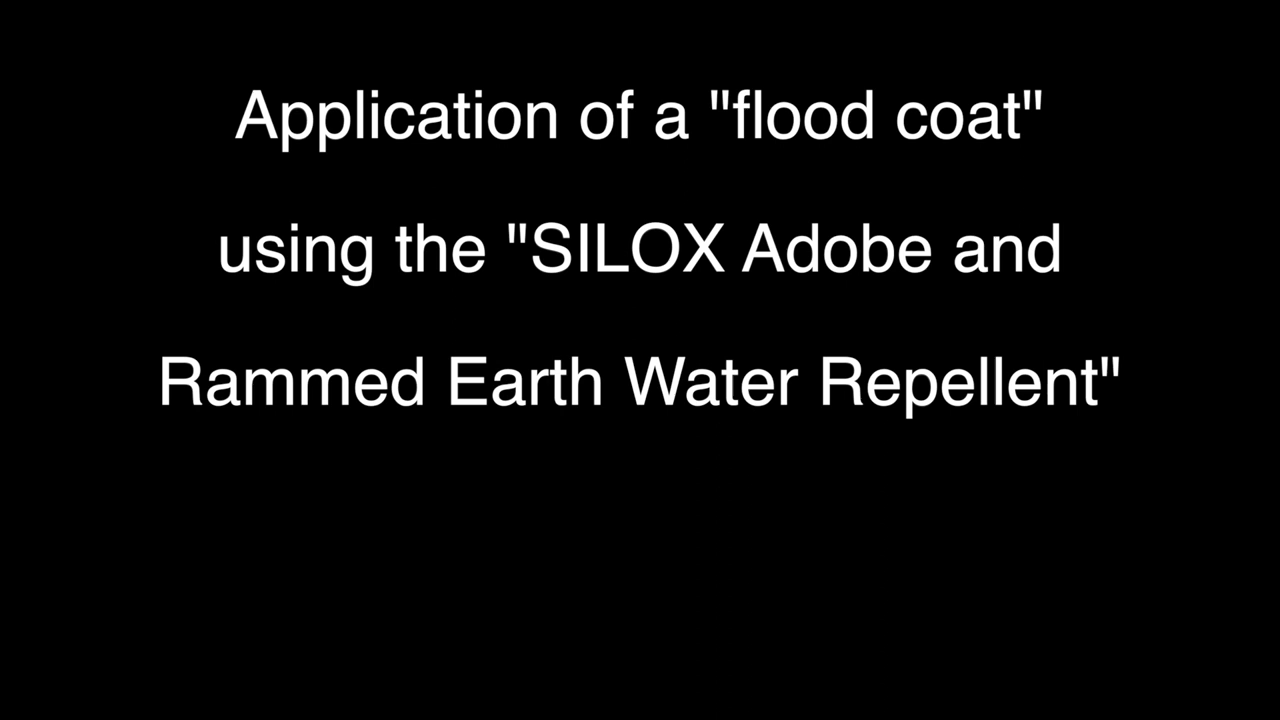 Application of a "flood coat"
using the "SILOX Adobe and
Rammed Earth Water Repellent"